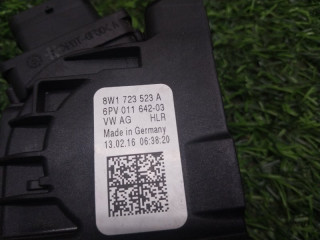 8W1 723 523 A
6PV 011 642-03
VW AG HLR
Made in Germany
13.02.16 06:38:20